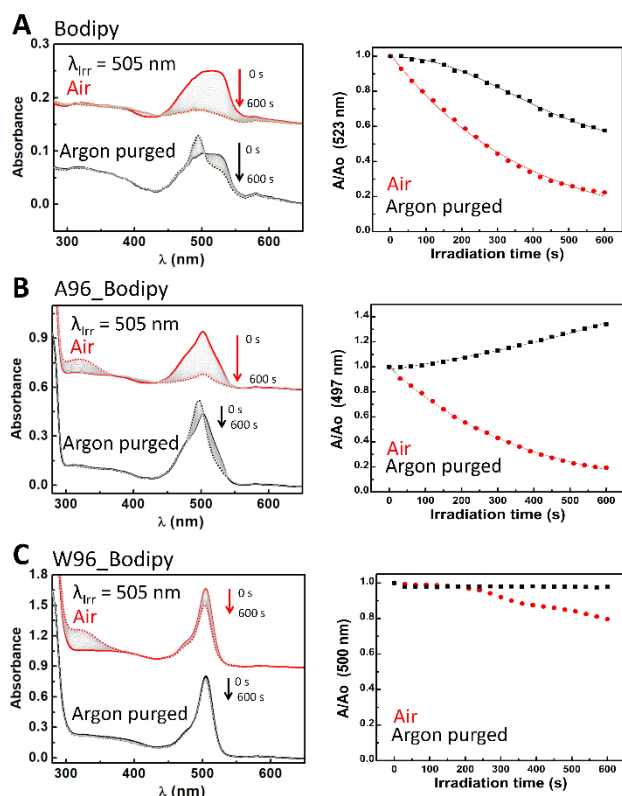 A Bodipy
λIrr = 505 nm
Air
0 s
600 s
Argon purged
0 s
600 s
Absorbance
0.3
0.2
0.1
0.0
300 400 500 600
λ (nm)
A/Ao (523 nm)
1.0
0.8
0.6
0.4
0.2
0.0
Air
Argon purged
0 100 200 300 400 500 600
Irradiation time (s)
B A96_Bodipy
λIrr = 505 nm
Air
0 s
600 s
Argon purged
0 s
600 s
Absorbance
0.9
0.6
0.3
0.0
300 400 500 600
λ (nm)
A/Ao (497 nm)
1.4
1.2
1.0
0.8
0.6
0.4
0.2
Air
Argon purged
0 100 200 300 400 500 600
Irradiation time (s)
C W96_Bodipy
λIrr = 505 nm
Air
0 s
600 s
Argon purged
0 s
600 s
Absorbance
1.8
1.5
1.2
0.9
0.6
0.3
0.0
300 400 500 600
λ (nm)
A/Ao (500 nm)
1.0
0.8
0.6
0.4
0.2
0.0
Air
Argon purged
0 100 200 300 400 500 600
Irradiation time (s)